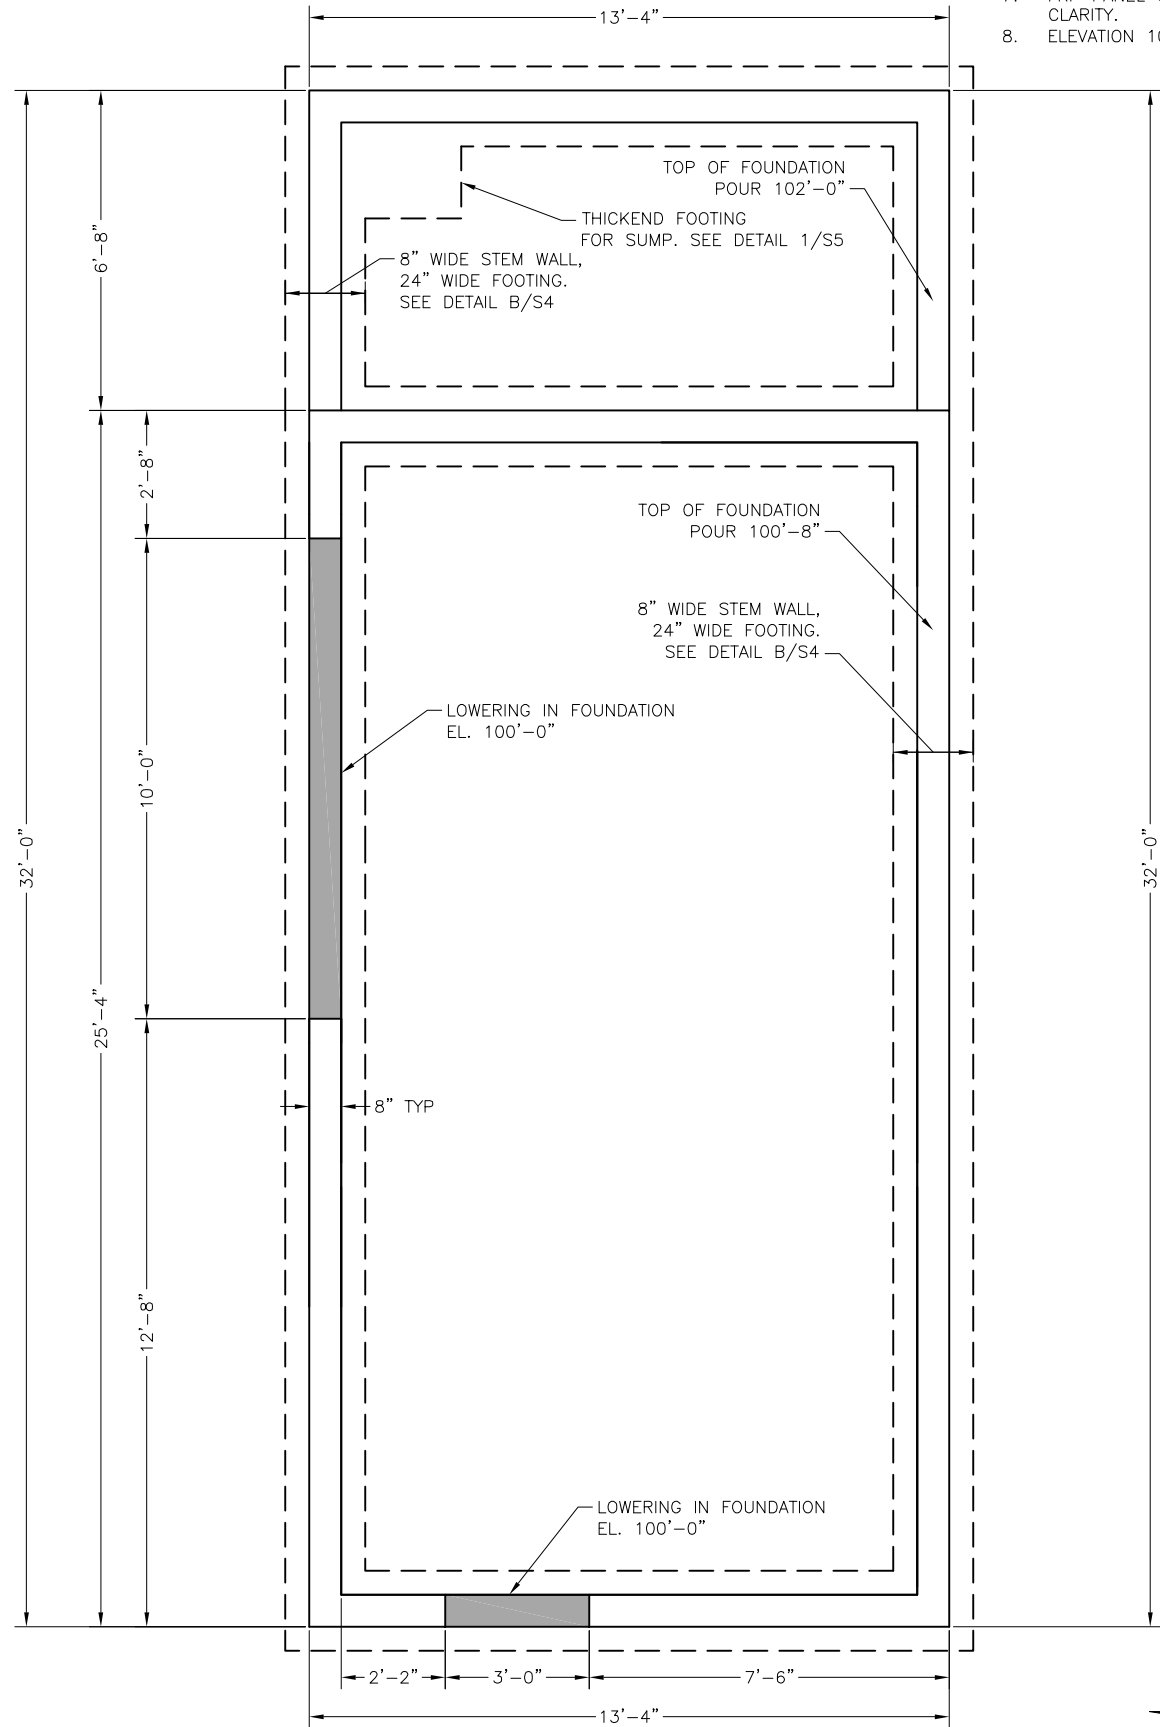 13'-4"
CLARITY.
8. ELEVATION
TOP OF FOUNDATION
POUR 102'-0"
THICKEND FOOTING
FOR SUMP. SEE DETAIL 1/S5
8" WIDE STEM WALL,
24" WIDE FOOTING.
SEE DETAIL B/S4
6'-8"
2'-8"
TOP OF FOUNDATION
POUR 100'-8"
8" WIDE STEM WALL,
24" WIDE FOOTING.
SEE DETAIL B/S4
LOWERING IN FOUNDATION
EL. 100'-0"
10'-0"
32'-0"
32'-0"
25'-4"
8" TYP
12'-8"
LOWERING IN FOUNDATION
EL. 100'-0"
2'-2"
3'-0"
7'-6"
13'-4"